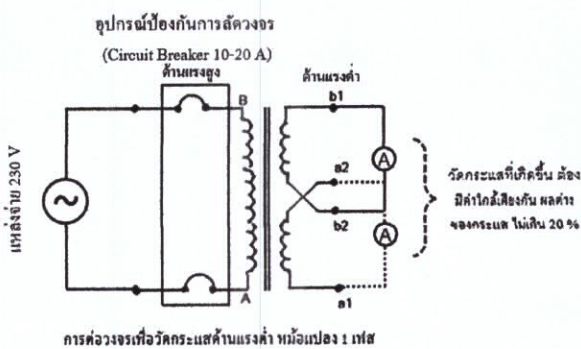 อุปกรณ์ป้องกันการลัดวงจร
(Circuit Breaker 10-20 A)
ด้านแรงสูง
ด้านแรงต่ำ
B
b1
A
a2
แหล่งจ่าย 230 V
วัดกระแสที่เกิดขึ้น ต้อง
มีค่าใกล้เคียงกัน ผลต่าง
ของกระแส ไม่เกิน 20 %
b2
A
A
a1
การต่อวงจรเพื่อวัดกระแสด้านแรงต่ำ หม้อแปลง 1 เฟส